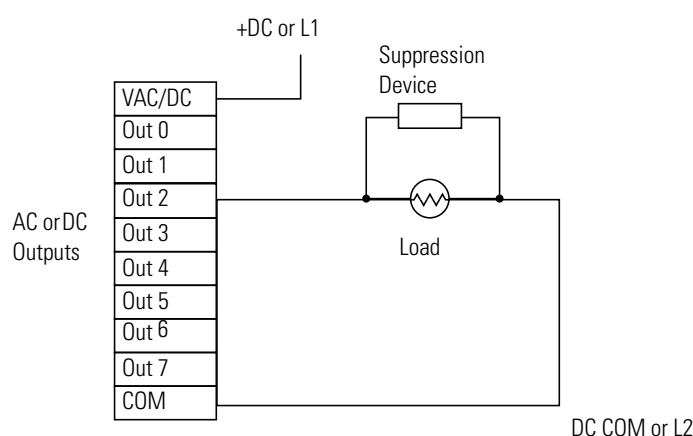 +DC or L1
Suppression
Device
VAC/DC
Out 0
Out 1
Out 2
Out 3
Out 4
Out 5
Out 6
Out 7
COM
AC or DC
Outputs
Load
DC COM or L2